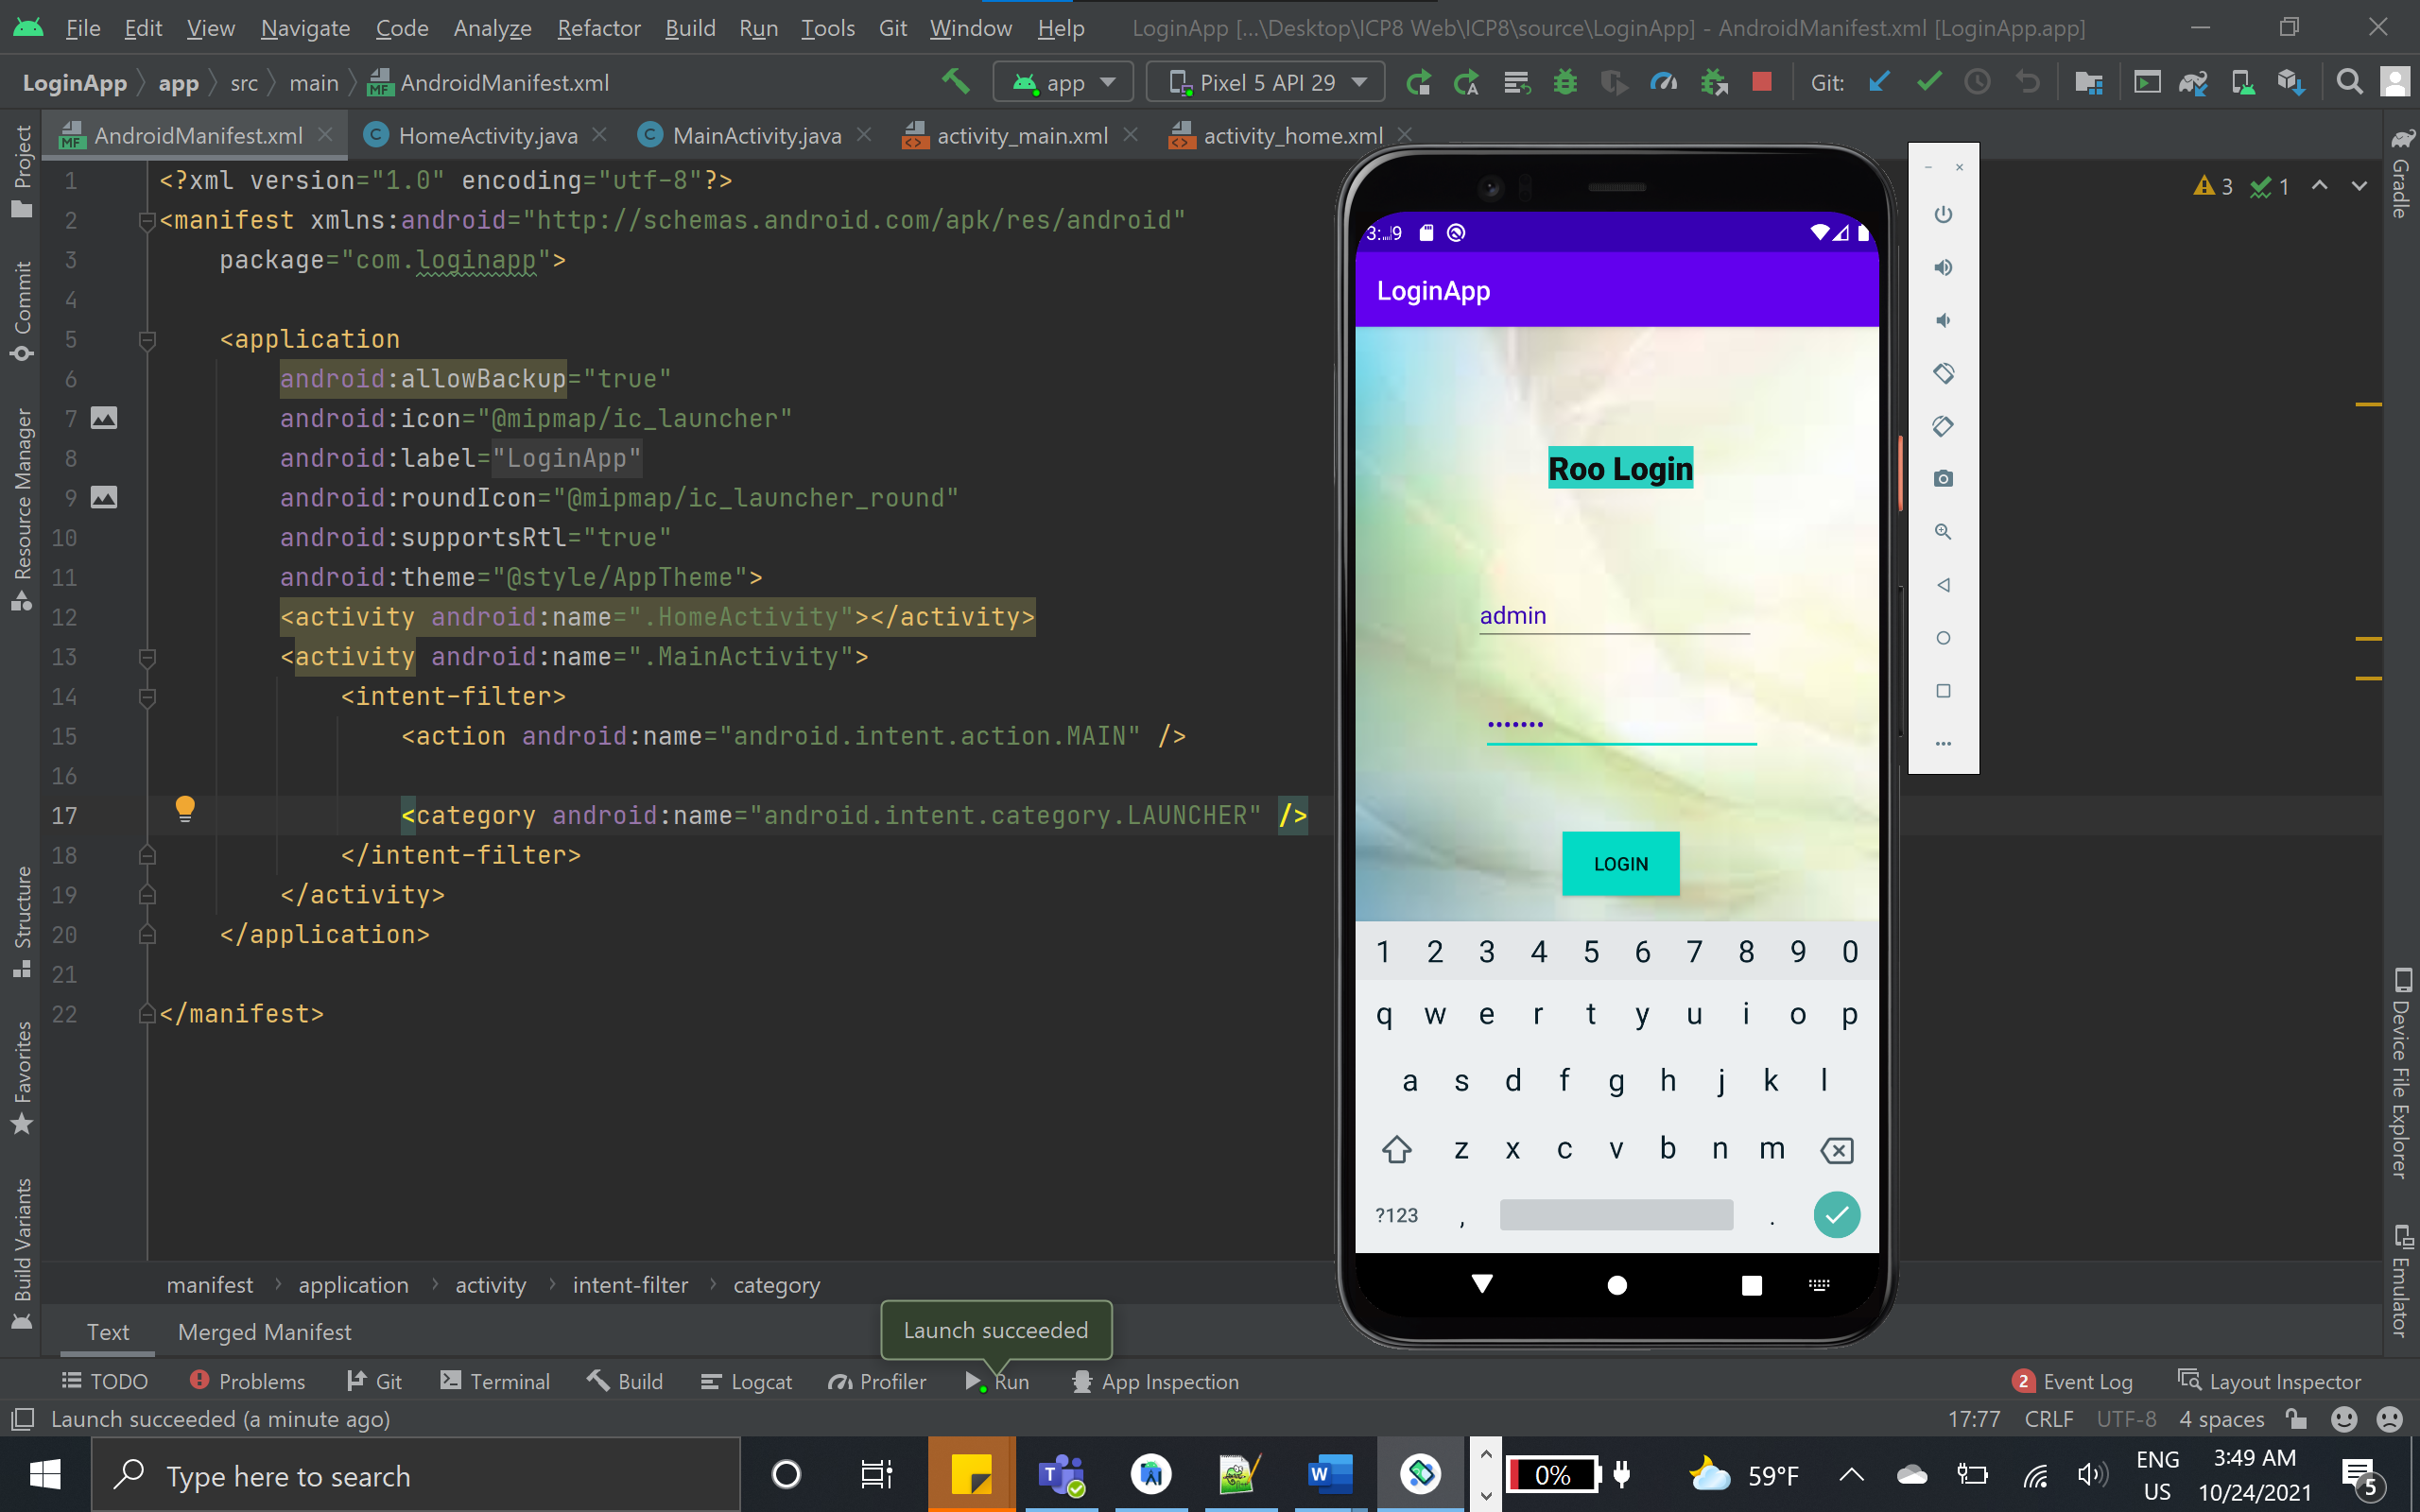 File Edit View Navigate Code Analyze Refactor Build Run Tools Git Window Help LoginApp [...\Desktop\ICP8 Web\ICP8\source\LoginApp] - AndroidManifest.xml [LoginApp.app]
LoginApp app src main AndroidManifest.xml app Pixel 5 API 29 Git:
AndroidManifest.xml HomeActivity.java MainActivity.java activity_main.xml activity_home.xml
Project
Commit
Resource Manager
Structure
Favorites
Build Variants
1 <?xml version="1.0" encoding="utf-8"?>
2 <manifest xmlns:android="http://schemas.android.com/apk/res/android"
3 package="com.loginapp">
4
5 <application
6 android:allowBackup="true"
7 android:icon="@mipmap/ic_launcher"
8 android:label="LoginApp"
9 android:roundIcon="@mipmap/ic_launcher_round"
10 android:supportsRtl="true"
11 android:theme="@style/AppTheme">
12 <activity android:name=".HomeActivity"></activity>
13 <activity android:name=".MainActivity">
14 <intent-filter>
15 <action android:name="android.intent.action.MAIN" />
16
17 <category android:name="android.intent.category.LAUNCHER" />
18 </intent-filter>
19 </activity>
20 </application>
21
22 </manifest>
3 1
LoginApp
Roo Login
admin
•••••••
LOGIN
1 2 3 4 5 6 7 8 9 0
q w e r t y u i o p
a s d f g h j k l
z x c v b n m
?123 , .
Gradle
Device File Explorer
Emulator
manifest application activity intent-filter category
Text Merged Manifest
Launch succeeded
TODO Problems Git Terminal Build Logcat Profiler Run App Inspection 2 Event Log Layout Inspector
Launch succeeded (a minute ago) 17:77 CRLF UTF-8 4 spaces
Type here to search 0% 59°F ENG US 3:49 AM 10/24/2021 5